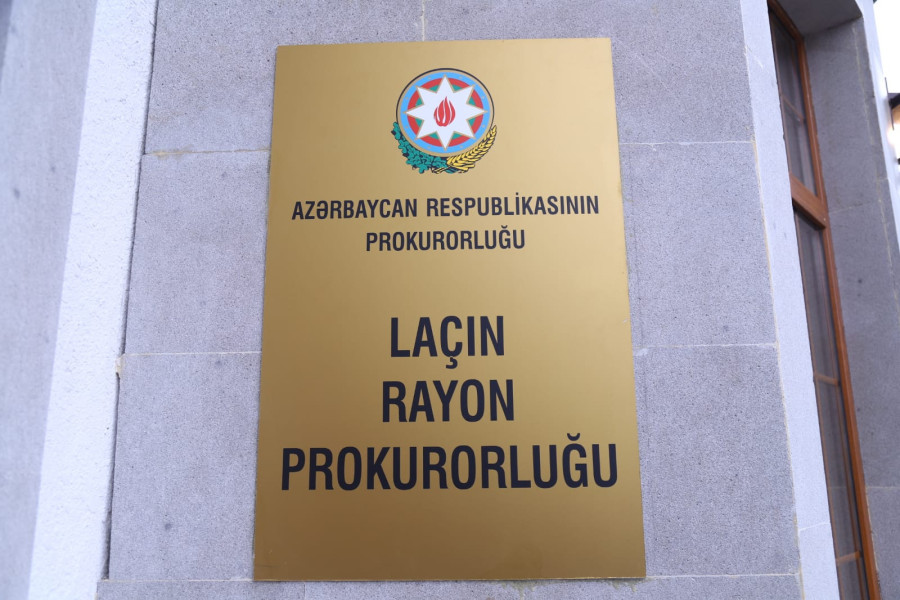 AZƏRBAYCAN RESPUBLİKASININ
PROKURORLUĞU
LAÇIN
RAYON
PROKURORLUĞU